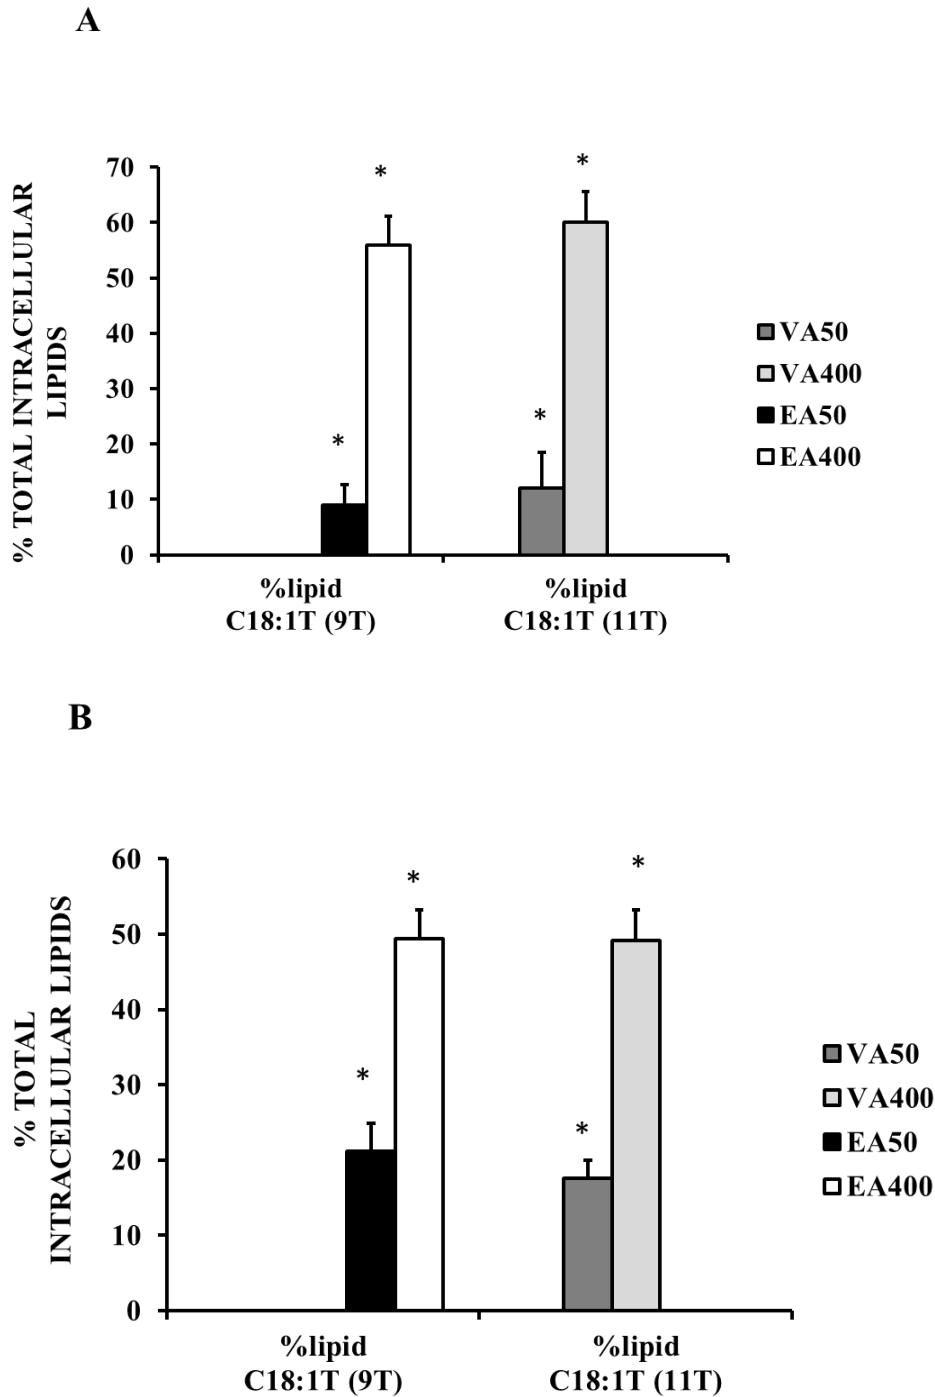 A
% TOTAL INTRACELLULAR
LIPIDS
70
60
50
40
30
20
10
0
*
*
*
*
%lipid
C18:1T (9T)
%lipid
C18:1T (11T)
VA50
VA400
EA50
EA400
B
% TOTAL
INTRACELLULAR LIPIDS
60
50
40
30
20
10
0
*
*
*
*
%lipid
C18:1T (9T)
%lipid
C18:1T (11T)
VA50
VA400
EA50
EA400